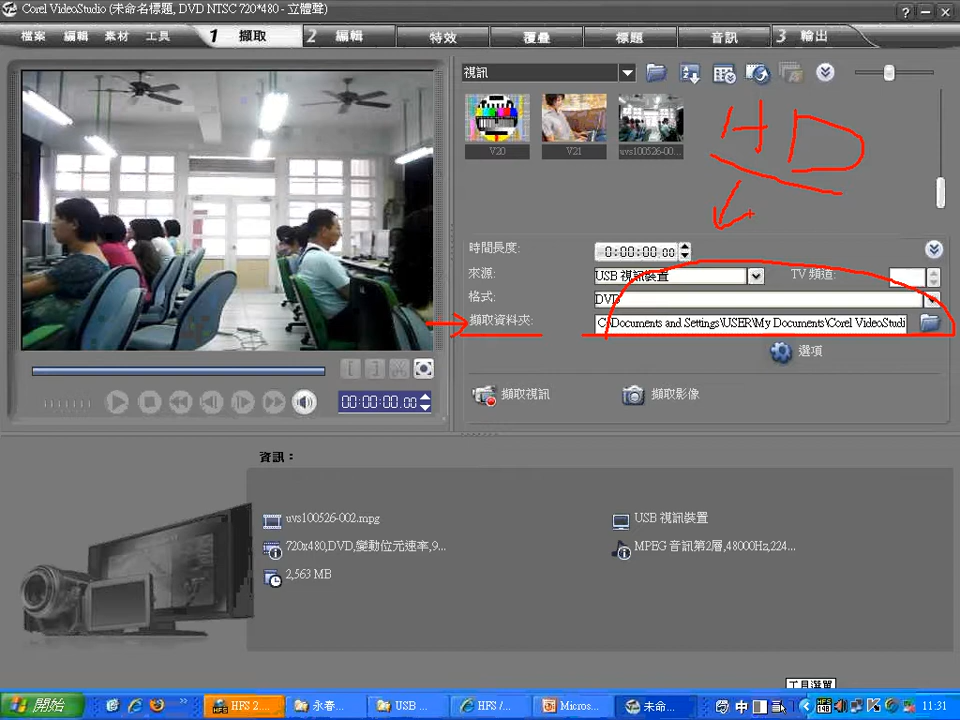 Corel VideoStudio (未命名標題, DVD NTSC 720*480 - 立體聲)
檔案 編輯 素材 工具 1 擷取 2 編輯 特效 覆疊 標題 音訊 3 輸出
視訊
V20 V21 uvs100526-00...
HD
時間長度: 0:00:00.00
來源: USB 視訊裝置 TV 頻道:
格式: DVD
擷取資料夾: C:\Documents and Settings\USER\My Documents\Corel VideoStudi
選項
擷取視訊 擷取影像
00:00:00.00
資訊：
uvs100526-002.mpg USB 視訊裝置
720x480,DVD,變動位元速率,9... MPEG 音訊第2層,48000Hz,224...
2,563 MB
工具選單
開始 HFS 2.... 永春... USB ... HFS /... Micros... 未命... 中 11:31